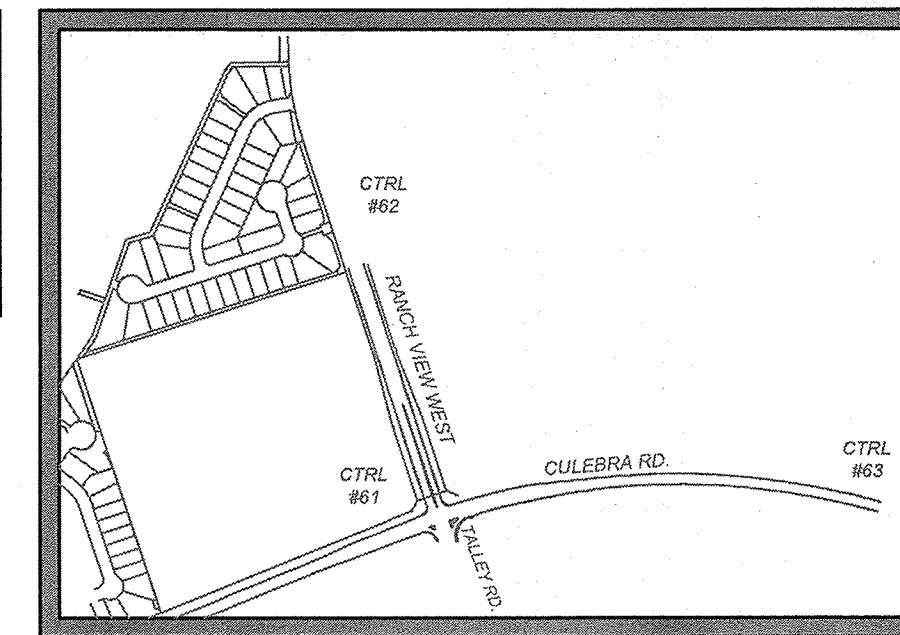 CTRL
#62
RANCH VIEW WEST
CULEBRA RD.
CTRL
#63
CTRL
#61
TALLEY RD.